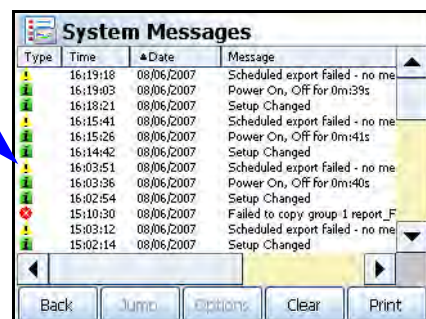 System Messages
Type Time ▲Date Message
16:19:18 08/06/2007 Scheduled export failed - no me
16:19:03 08/06/2007 Power On, Off for 0m:39s
16:18:21 08/06/2007 Setup Changed
16:15:41 08/06/2007 Scheduled export failed - no me
16:15:26 08/06/2007 Power On, Off for 0m:41s
16:14:42 08/06/2007 Setup Changed
16:03:51 08/06/2007 Scheduled export failed - no me
16:03:36 08/06/2007 Power On, Off for 0m:40s
16:02:54 08/06/2007 Setup Changed
15:10:30 08/06/2007 Failed to copy group 1 report_F
15:03:12 08/06/2007 Scheduled export failed - no me
15:02:14 08/06/2007 Setup Changed
Back Jump Options Clear Print